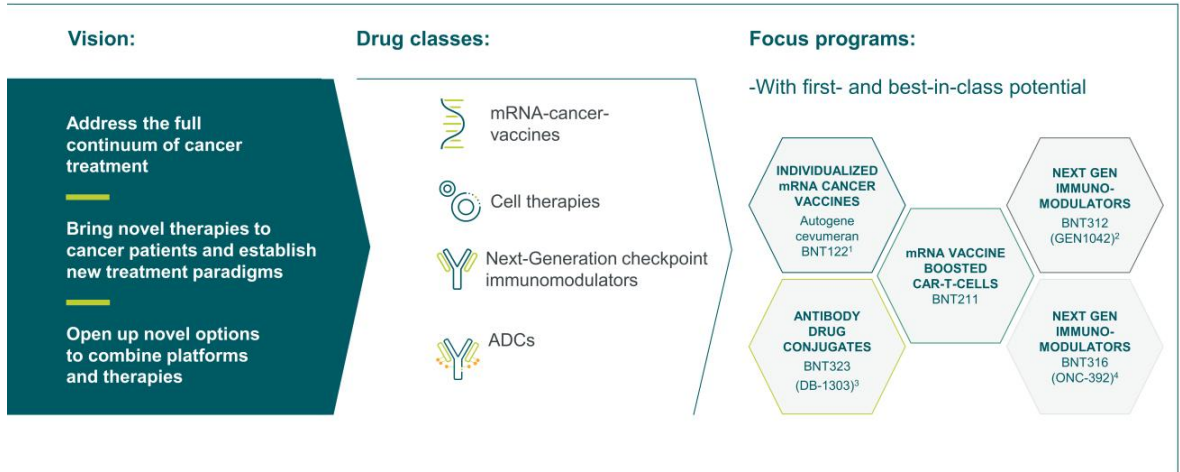 Vision:
Address the full
continuum of cancer
treatment
Bring novel therapies to
cancer patients and establish
new treatment paradigms
Open up novel options
to combine platforms
and therapies
Drug classes:
mRNA-cancer-
vaccines
Cell therapies
Next-Generation checkpoint
immunomodulators
ADCs
Focus programs:
-With first- and best-in-class potential
INDIVIDUALIZED
mRNA CANCER
VACCINES
Autogene
cevumeran
BNT122¹
NEXT GEN
IMMUNO-
MODULATORS
BNT312
(GEN1042)²
mRNA VACCINE
BOOSTED
CAR-T-CELLS
BNT211
ANTIBODY
DRUG
CONJUGATES
BNT323
(DB-1303)³
NEXT GEN
IMMUNO-
MODULATORS
BNT316
(ONC-392)⁴